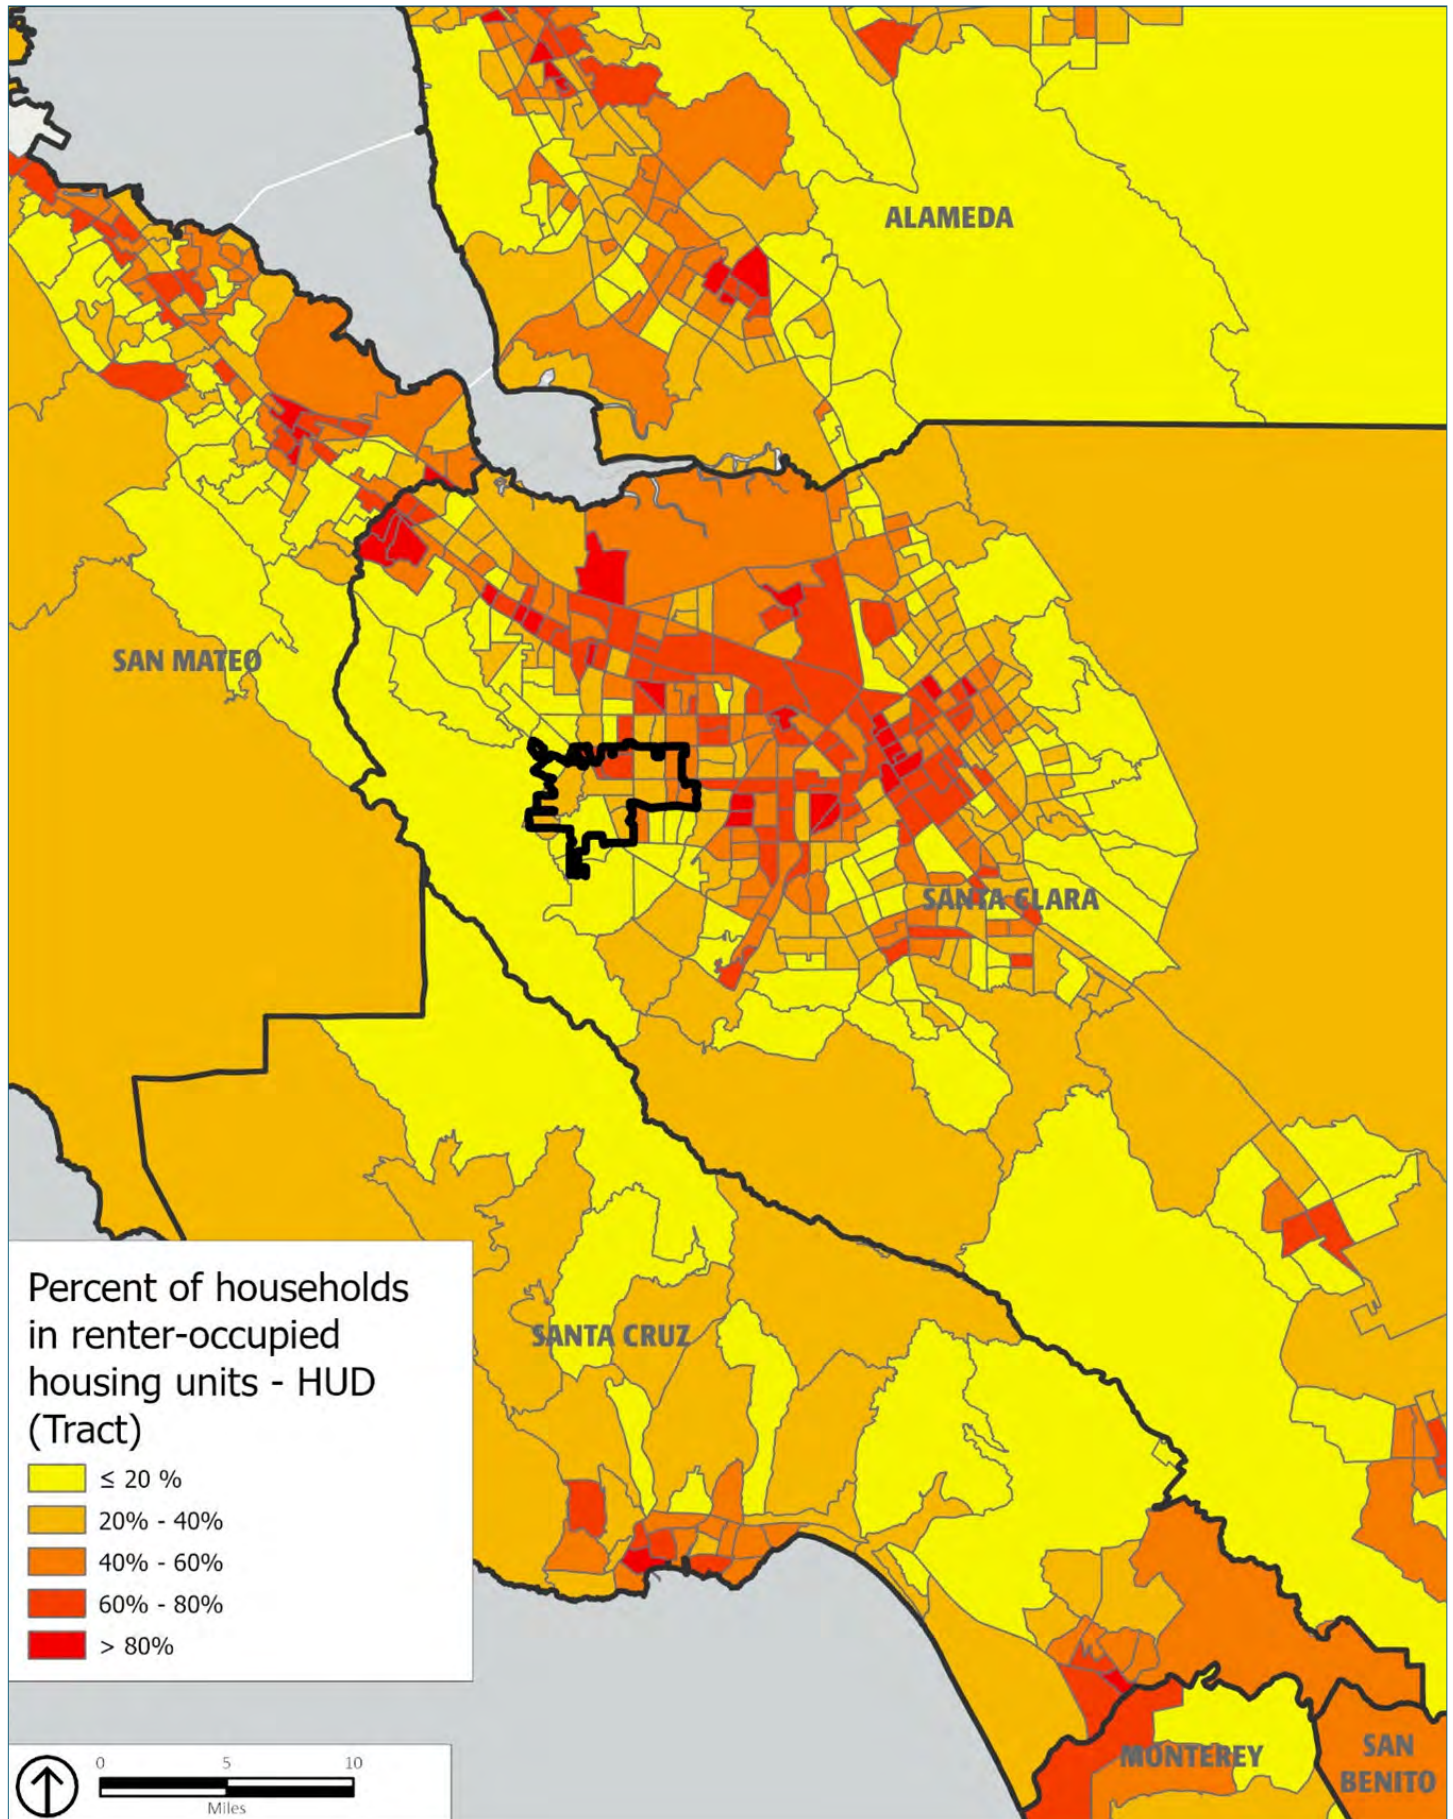 ALAMEDA
SAN MATEO
SANTA CLARA
SANTA CRUZ
MONTEREY
SAN
BENITO
Percent of households
in renter-occupied
housing units - HUD
(Tract)
≤ 20 %
20% - 40%
40% - 60%
60% - 80%
> 80%
0 5 10
Miles